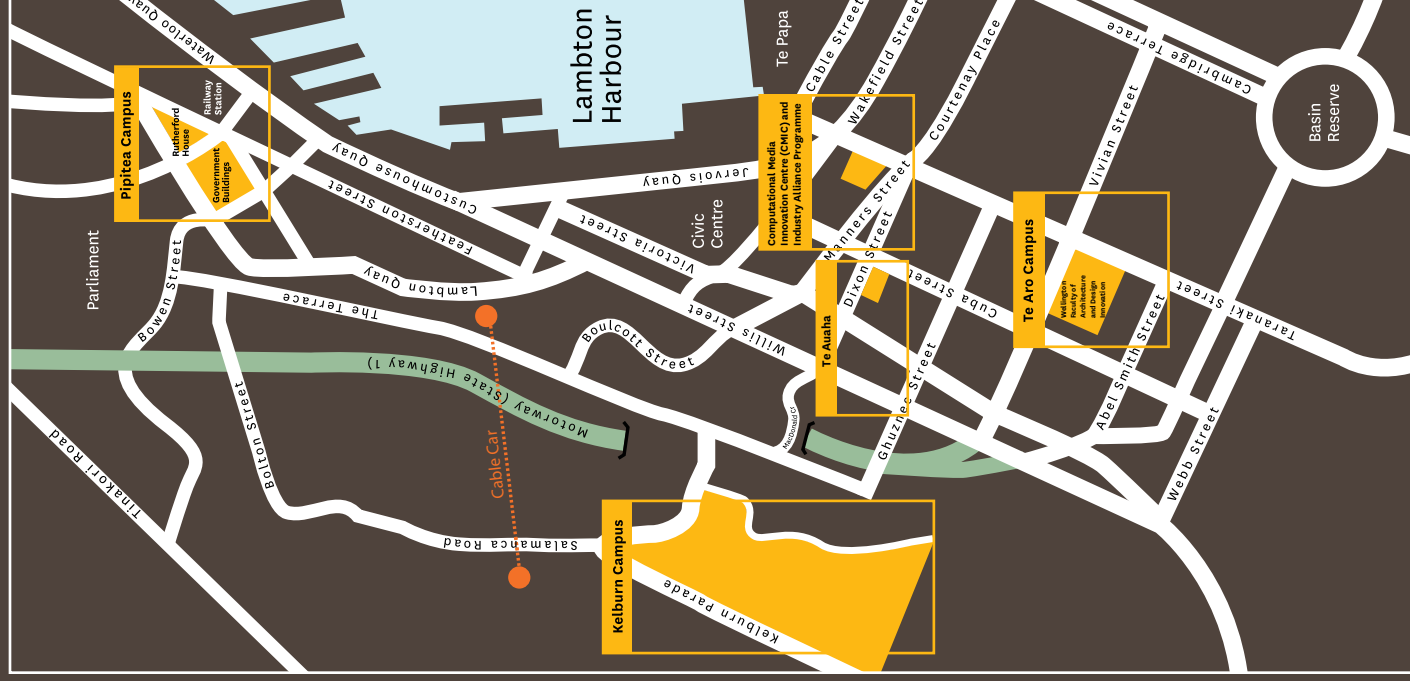 Waterloo Quay
Pipitea Campus
Railway
Station
Rutherford
House
Government
Buildings
Parliament
Lambton
Harbour
Te Papa
Cable Street
Wakefield Street
Courtenay Place
Cambridge Terrace
Basin
Reserve
Vivian Street
Computational Media
Innovation Centre (CMIC) and
Industry Alliance Programme
Customhouse Quay
Featherston Street
Jervois Quay
Civic
Centre
Victoria Street
Manners Street
Dixon Street
Cuba Street
Te Aro Campus
Wellington
Faculty of
Architecture
and Design
Innovation
Taranaki Street
Abel Smith Street
Webb Street
Te Auaha
Ghuznee Street
Willis Street
Boulcott Street
MacDonald Cr
Lambton Quay
The Terrace
Bowen Street
Motorway (State Highway 1)
Cable Car
Bolton Street
Tinakori Road
Salamanca Road
Kelburn Campus
Kelburn Parade